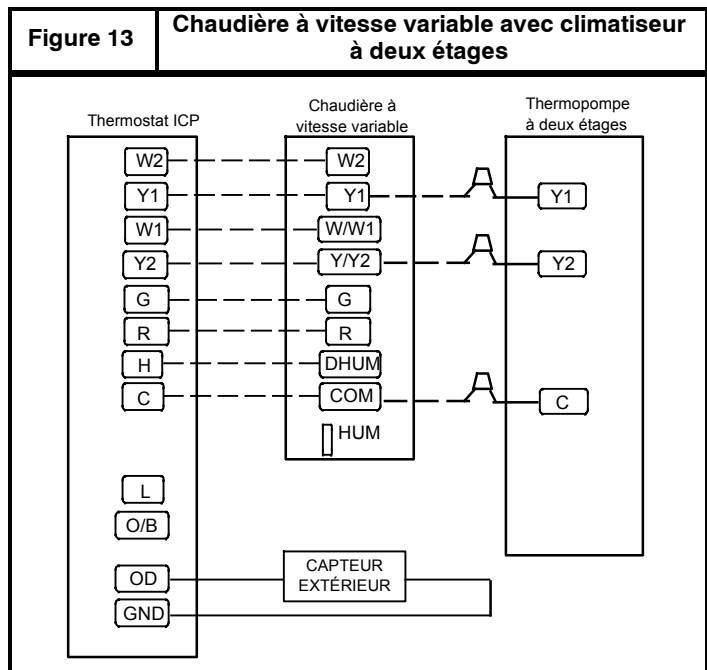 Figure 13
Chaudière à vitesse variable avec climatiseur
à deux étages
Thermostat ICP
Chaudière à
vitesse variable
Thermopompe
à deux étages
W2
W2
Y1
Y1
Y1
W1
W/W1
Y2
Y/Y2
Y2
G
G
R
R
H
DHUM
C
COM
C
HUM
L
O/B
OD
CAPTEUR
EXTÉRIEUR
GND